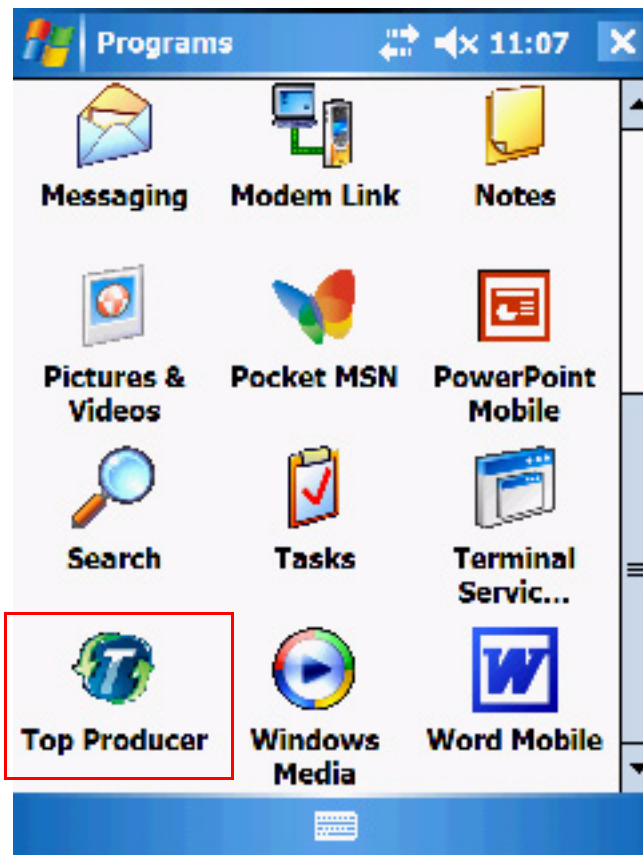 Programs 11:07
Messaging Modem Link Notes
Pictures & Videos Pocket MSN PowerPoint Mobile
Search Tasks Terminal Servic...
Top Producer Windows Media Word Mobile